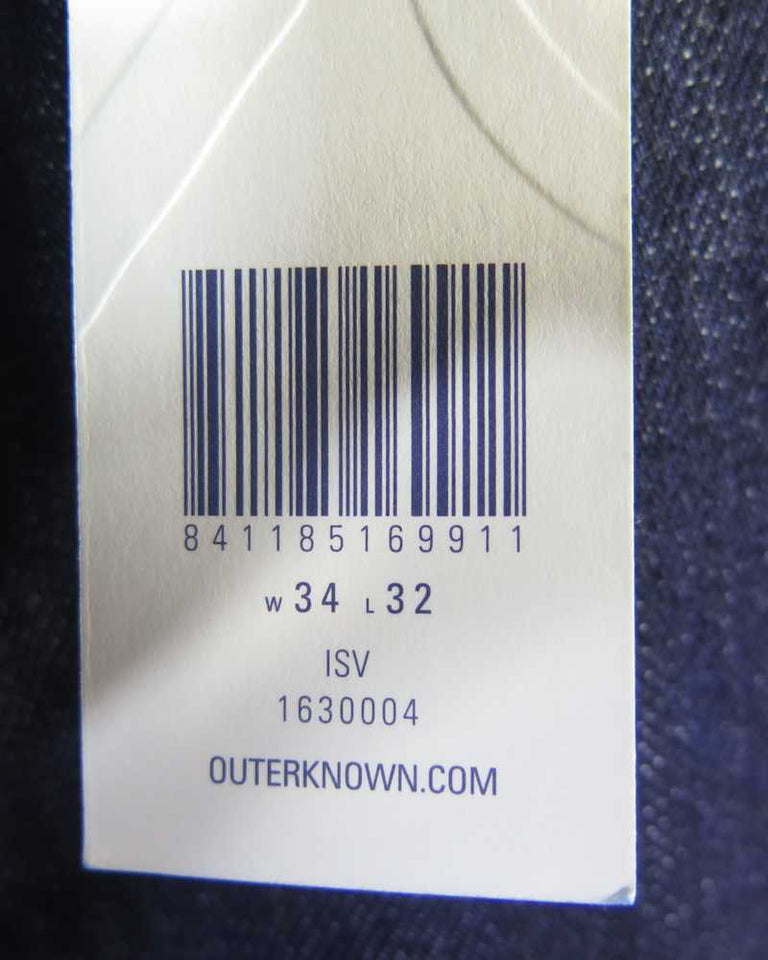 841185169911
W 34 L 32
ISV
1630004
OUTERKNOWN.COM